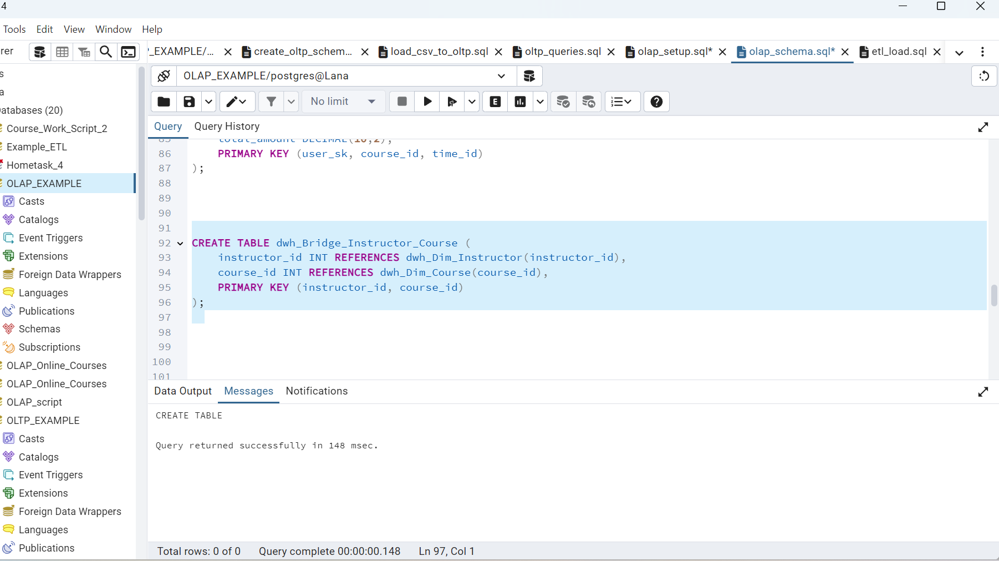 4
Tools Edit View Window Help
rer
P_EXAMPLE/... create_oltp_schem... load_csv_to_oltp.sql oltp_queries.sql olap_setup.sql* olap_schema.sql* etl_load.sql
s
a
atabases (20)
Course_Work_Script_2
Example_ETL
Hometask_4
OLAP_EXAMPLE
Casts
Catalogs
Event Triggers
Extensions
Foreign Data Wrappers
Languages
Publications
Schemas
Subscriptions
OLAP_Online_Courses
OLAP_Online_Courses
OLAP_script
OLTP_EXAMPLE
Casts
Catalogs
Event Triggers
Extensions
Foreign Data Wrappers
Languages
Publications
OLAP_EXAMPLE/postgres@Lana
No limit
E
Query Query History
85 total_amount DECIMAL(10,2),
86 PRIMARY KEY (user_sk, course_id, time_id)
87 );
88
89
90
91
92 CREATE TABLE dwh_Bridge_Instructor_Course (
93 instructor_id INT REFERENCES dwh_Dim_Instructor(instructor_id),
94 course_id INT REFERENCES dwh_Dim_Course(course_id),
95 PRIMARY KEY (instructor_id, course_id)
96 );
97
98
99
100
101
Data Output Messages Notifications
CREATE TABLE
Query returned successfully in 148 msec.
Total rows: 0 of 0 Query complete 00:00:00.148 Ln 97, Col 1